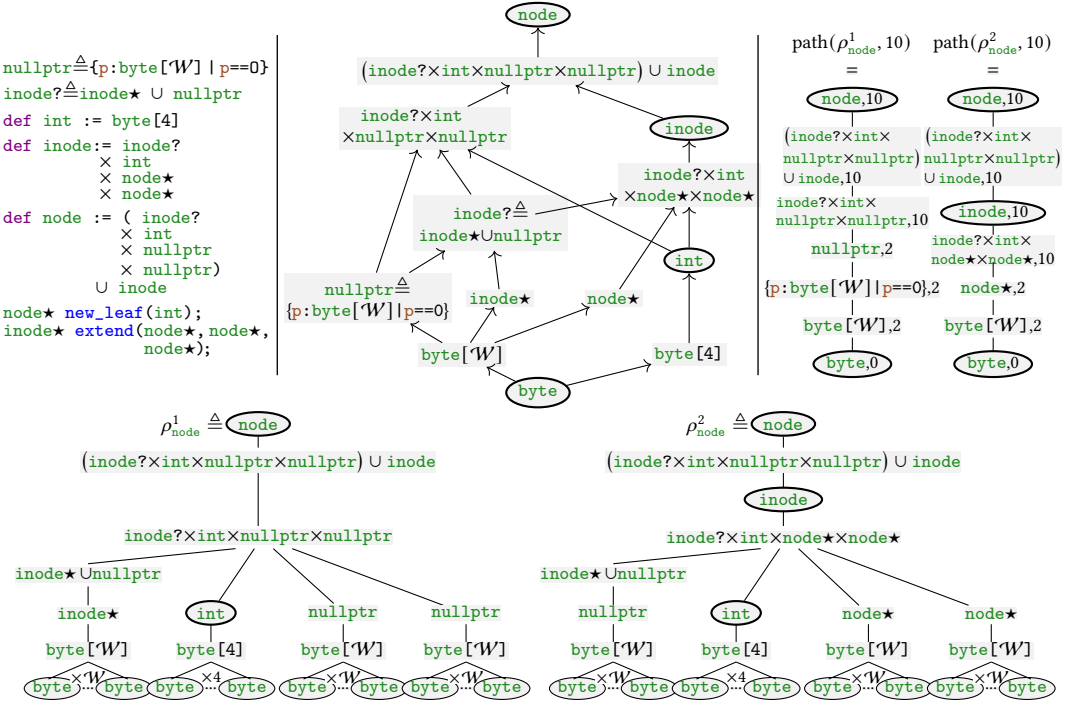 nullptr≜{p:byte[𝒲] | p==0}
inode?≜inode★ ∪ nullptr
def int := byte[4]
def inode:= inode?
× int
× node★
× node★
def node := ( inode?
× int
× nullptr
× nullptr)
∪ inode
node★ new_leaf(int);
inode★ extend(node★, node★,
node★);
node
(inode?×int×nullptr×nullptr) ∪ inode
inode?×int
×nullptr×nullptr
inode
inode?×int
×node★×node★
inode?≜
inode★∪nullptr
int
nullptr≜
{p:byte[𝒲]|p==0}
inode★
node★
byte[𝒲]
byte[4]
byte
path(ρ¹node, 10)
=
node,10
(inode?×int×
nullptr×nullptr)
∪ inode,10
inode?×int×
nullptr×nullptr,10
nullptr,2
{p:byte[𝒲]|p==0},2
byte[𝒲],2
byte,0
path(ρ²node, 10)
=
node,10
(inode?×int×
nullptr×nullptr)
∪ inode,10
inode,10
inode?×int×
node★×node★,10
node★,2
byte[𝒲],2
byte,0
ρ¹node ≜ node
(inode?×int×nullptr×nullptr) ∪ inode
inode?×int×nullptr×nullptr
inode★∪nullptr
inode★ int nullptr nullptr
byte[𝒲] byte[4] byte[𝒲] byte[𝒲]
×𝒲 ×4 ×𝒲 ×𝒲
byte ... byte byte ... byte byte ... byte byte ... byte
ρ²node ≜ node
(inode?×int×nullptr×nullptr) ∪ inode
inode
inode?×int×node★×node★
inode★∪nullptr
nullptr int node★ node★
byte[𝒲] byte[4] byte[𝒲] byte[𝒲]
×𝒲 ×4 ×𝒲 ×𝒲
byte ... byte byte ... byte byte ... byte byte ... byte